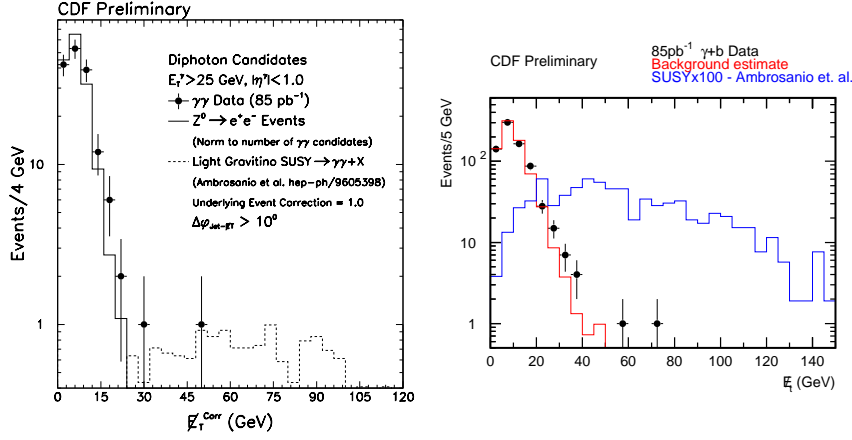 CDF Preliminary
Diphoton Candidates
E_T^γ>25 GeV, |η^γ|<1.0
γγ Data (85 pb⁻¹)
Z⁰→e⁺e⁻ Events
(Norm to number of γγ candidates)
Light Gravitino SUSY→γγ+X
(Ambrosanio et al. hep-ph/9605398)
Underlying Event Correction = 1.0
Δφ_Jet-E̸T > 10⁰
Events/4 GeV
10
1
0 15 30 45 60 75 90 105 120
E̸_T^Corr (GeV)
CDF Preliminary
85pb⁻¹ γ+b Data
Background estimate
SUSYx100 - Ambrosanio et. al.
Events/5 GeV
10²
10
1
0 20 40 60 80 100 120 140
E̸_t (GeV)